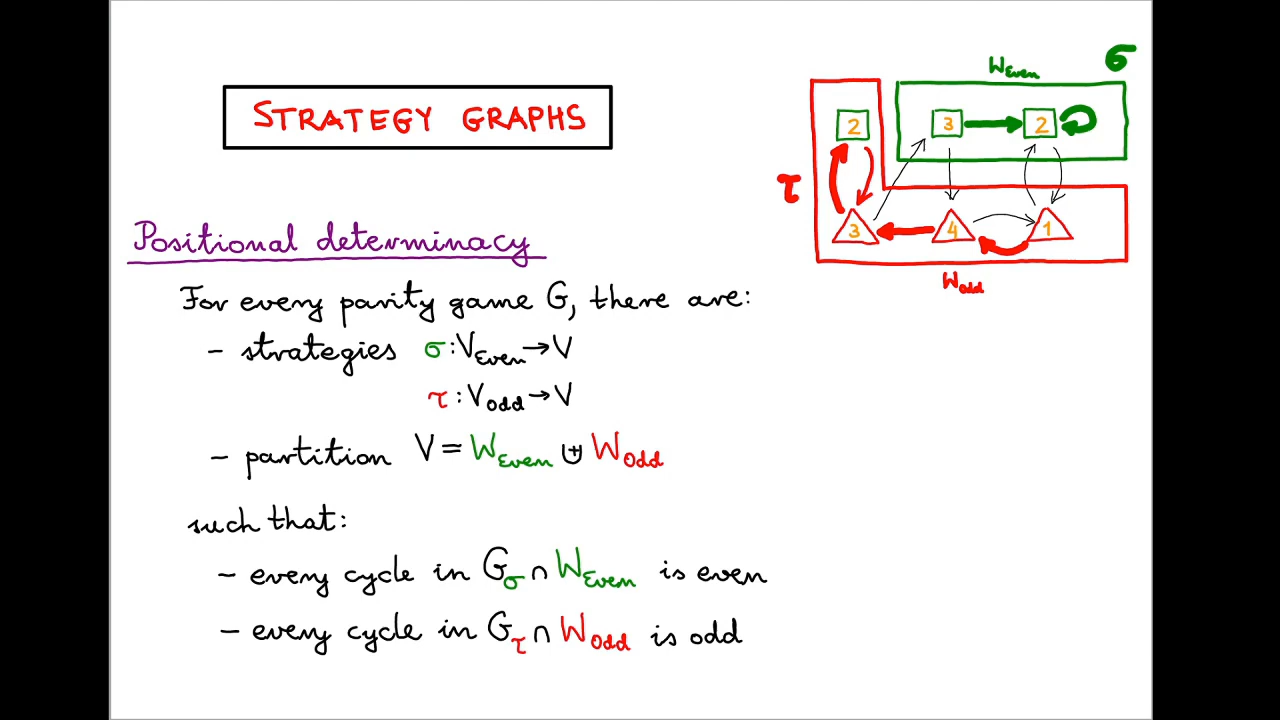 STRATEGY GRAPHS
Positional determinacy
For every parity game G, there are:
– strategies σ : V_Even → V
τ : V_Odd → V
– partition V = W_Even ⊎ W_Odd
such that:
– every cycle in G_σ ∩ W_Even is even
– every cycle in G_τ ∩ W_Odd is odd
W_Even σ
2 3 2
τ
3 4 1
W_Odd